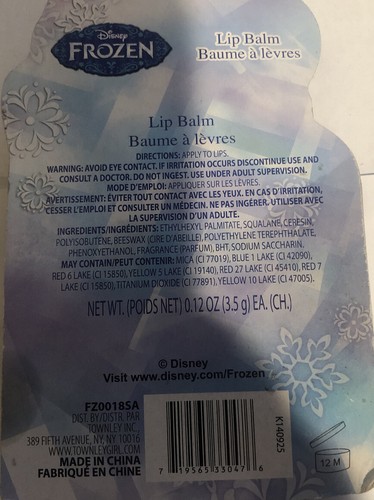 Disney
FROZEN
Lip Balm
Baume à lèvres
Lip Balm
Baume à lèvres
DIRECTIONS: APPLY TO LIPS.
WARNING: AVOID EYE CONTACT. IF IRRITATION OCCURS DISCONTINUE USE AND
CONSULT A DOCTOR. DO NOT INGEST. USE UNDER ADULT SUPERVISION.
MODE D'EMPLOI: APPLIQUER SUR LES LÈVRES.
AVERTISSEMENT: ÉVITER TOUT CONTACT AVEC LES YEUX. EN CAS D'IRRITATION,
CESSER L'EMPLOI ET CONSULTER UN MÉDECIN. NE PAS INGÉRER. UTILISER AVEC
LA SUPERVISION D'UN ADULTE.
INGREDIENTS/INGRÉDIENTS: ETHYLHEXYL PALMITATE, SQUALANE, CERESIN,
POLYISOBUTENE, BEESWAX (CIRE D'ABEILLE), POLYETHYLENE TEREPHTHALATE,
PHENOXYETHANOL, FRAGRANCE (PARFUM), BHT, SODIUM SACCHARIN.
MAY CONTAIN/PEUT CONTENIR: MICA (CI 77019), BLUE 1 LAKE (CI 42090),
RED 6 LAKE (CI 15850), YELLOW 5 LAKE (CI 19140), RED 27 LAKE (CI 45410), RED 7
LAKE (CI 15850), TITANIUM DIOXIDE (CI 77891), YELLOW 10 LAKE (CI 47005).
NET WT. (POIDS NET) 0.12 OZ (3.5 g) EA. (CH.)
© Disney
Visit www.disney.com/Frozen
FZ0018SA
DIST. BY/DISTR. PAR
TOWNLEY INC.
389 FIFTH AVENUE, NY, NY 10016
WWW.TOWNLEYGIRL.COM
MADE IN CHINA
FABRIQUÉ EN CHINE
7 19565 33047 6
K140925
12 M